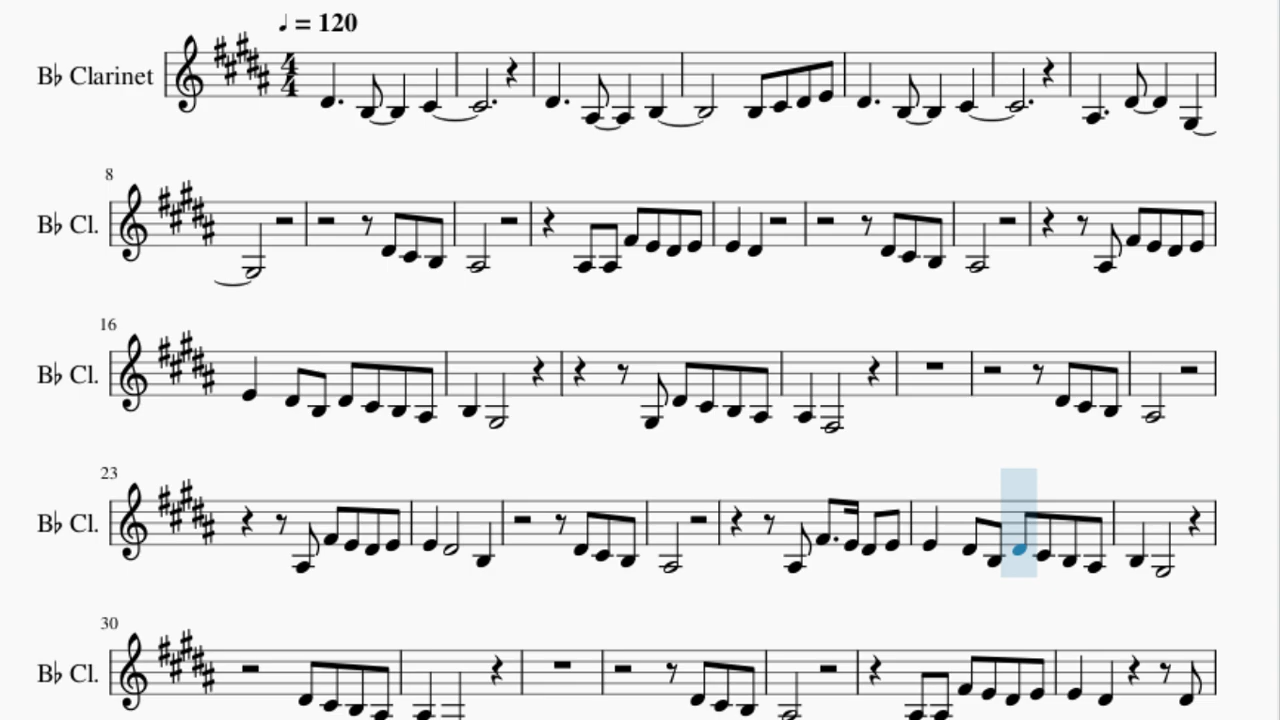 ♩ = 120
B♭ Clarinet
4
4
8
B♭ Cl.
16
B♭ Cl.
23
B♭ Cl.
30
B♭ Cl.